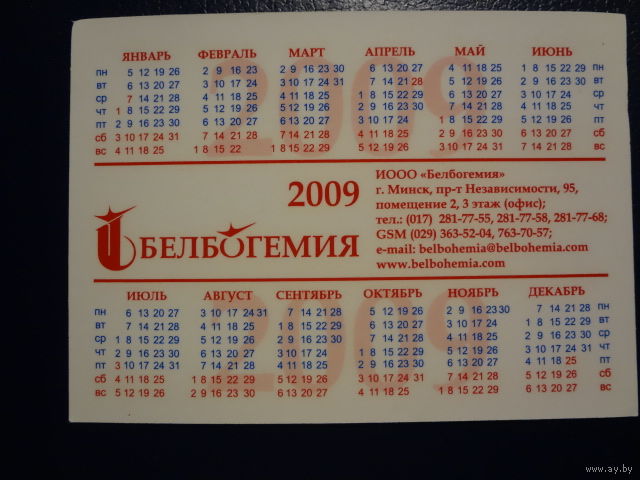 ЯНВАРЬ ФЕВРАЛЬ МАРТ АПРЕЛЬ МАЙ ИЮНЬ
пн 5 12 19 26 2 9 16 23 2 9 16 23 30 6 13 20 27 4 11 18 25 1 8 15 22 29 пн
вт 6 13 20 27 3 10 17 24 3 10 17 24 31 7 14 21 28 5 12 19 26 2 9 16 23 30 вт
ср 7 14 21 28 4 11 18 25 4 11 18 25 1 8 15 22 29 6 13 20 27 3 10 17 24 ср
чт 1 8 15 22 29 5 12 19 26 5 12 19 26 2 9 16 23 30 7 14 21 28 4 11 18 25 чт
пт 2 9 16 23 30 6 13 20 27 6 13 20 27 3 10 17 24 1 8 15 22 29 5 12 19 26 пт
сб 3 10 17 24 31 7 14 21 28 7 14 21 28 4 11 18 25 2 9 16 23 30 6 13 20 27 сб
вс 4 11 18 25 1 8 15 22 1 8 15 22 29 5 12 19 26 3 10 17 24 31 7 14 21 28 вс
2009
2009
БЕЛБОГЕМИЯ
ИООО «Белбогемия»
г. Минск, пр-т Независимости, 95,
помещение 2, 3 этаж (офис);
тел.: (017) 281-77-55, 281-77-58, 281-77-68;
GSM (029) 363-52-04, 763-70-57;
e-mail: belbohemia@belbohemia.com
www.belbohemia.com
ИЮЛЬ АВГУСТ СЕНТЯБРЬ ОКТЯБРЬ НОЯБРЬ ДЕКАБРЬ
пн 6 13 20 27 3 10 17 24 31 7 14 21 28 5 12 19 26 2 9 16 23 30 7 14 21 28 пн
вт 7 14 21 28 4 11 18 25 1 8 15 22 29 6 13 20 27 3 10 17 24 1 8 15 22 29 вт
ср 1 8 15 22 29 5 12 19 26 2 9 16 23 30 7 14 21 28 4 11 18 25 2 9 16 23 30 ср
чт 2 9 16 23 30 6 13 20 27 3 10 17 24 1 8 15 22 29 5 12 19 26 3 10 17 24 31 чт
пт 3 10 17 24 31 7 14 21 28 4 11 18 25 2 9 16 23 30 6 13 20 27 4 11 18 25 пт
сб 4 11 18 25 1 8 15 22 29 5 12 19 26 3 10 17 24 31 7 14 21 28 5 12 19 26 сб
вс 5 12 19 26 2 9 16 23 30 6 13 20 27 4 11 18 25 1 8 15 22 29 6 13 20 27 вс
2009
www.ay.by